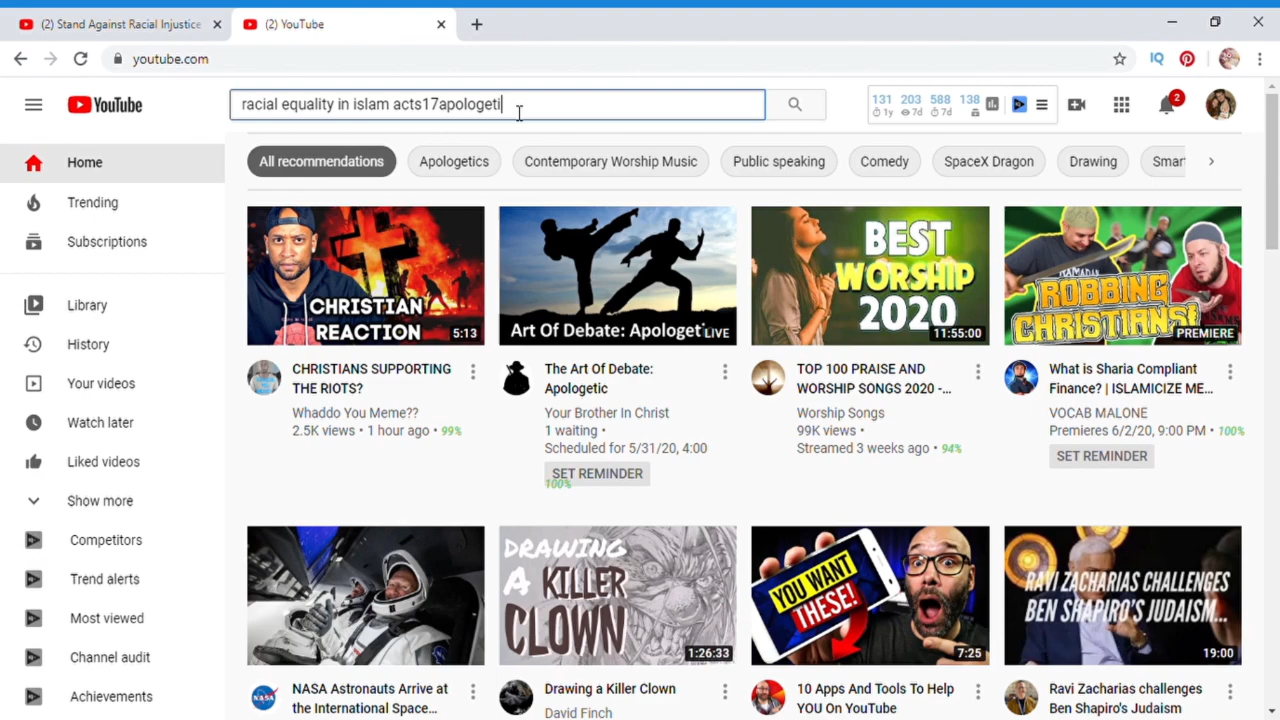 (2) Stand Against Racial Injustice
(2) YouTube
youtube.com
IQ
YouTube
racial equality in islam acts17apologeti
131 203 588 138
1y 7d 7d
2
Home
Trending
Subscriptions
Library
History
Your videos
Watch later
Liked videos
Show more
Competitors
Trend alerts
Most viewed
Channel audit
Achievements
All recommendations
Apologetics
Contemporary Worship Music
Public speaking
Comedy
SpaceX Dragon
Drawing
Smar
CHRISTIAN
REACTION
5:13
CHRISTIANS SUPPORTING
THE RIOTS?
Whaddo You Meme??
2.5K views • 1 hour ago • 99%
Art Of Debate: Apologet
LIVE
The Art Of Debate:
Apologetic
Your Brother In Christ
1 waiting •
Scheduled for 5/31/20, 4:00
SET REMINDER
100%
BEST
WORSHIP
2020
11:55:00
TOP 100 PRAISE AND
WORSHIP SONGS 2020 -...
Worship Songs
99K views •
Streamed 3 weeks ago • 94%
ROBBING
CHRISTIANS!
PREMIERE
What is Sharia Compliant
Finance? | ISLAMICIZE ME...
VOCAB MALONE
Premieres 6/2/20, 9:00 PM • 100%
SET REMINDER
NASA
NASA Astronauts Arrive at
the International Space...
DRAWING
A KILLER
CLOWN
1:26:33
Drawing a Killer Clown
David Finch
YOU WANT
THESE!
7:25
10 Apps And Tools To Help
YOU On YouTube
RAVI ZACHARIAS CHALLENGES
BEN SHAPIRO'S JUDAISM...
19:00
Ravi Zacharias challenges
Ben Shapiro's Judaism